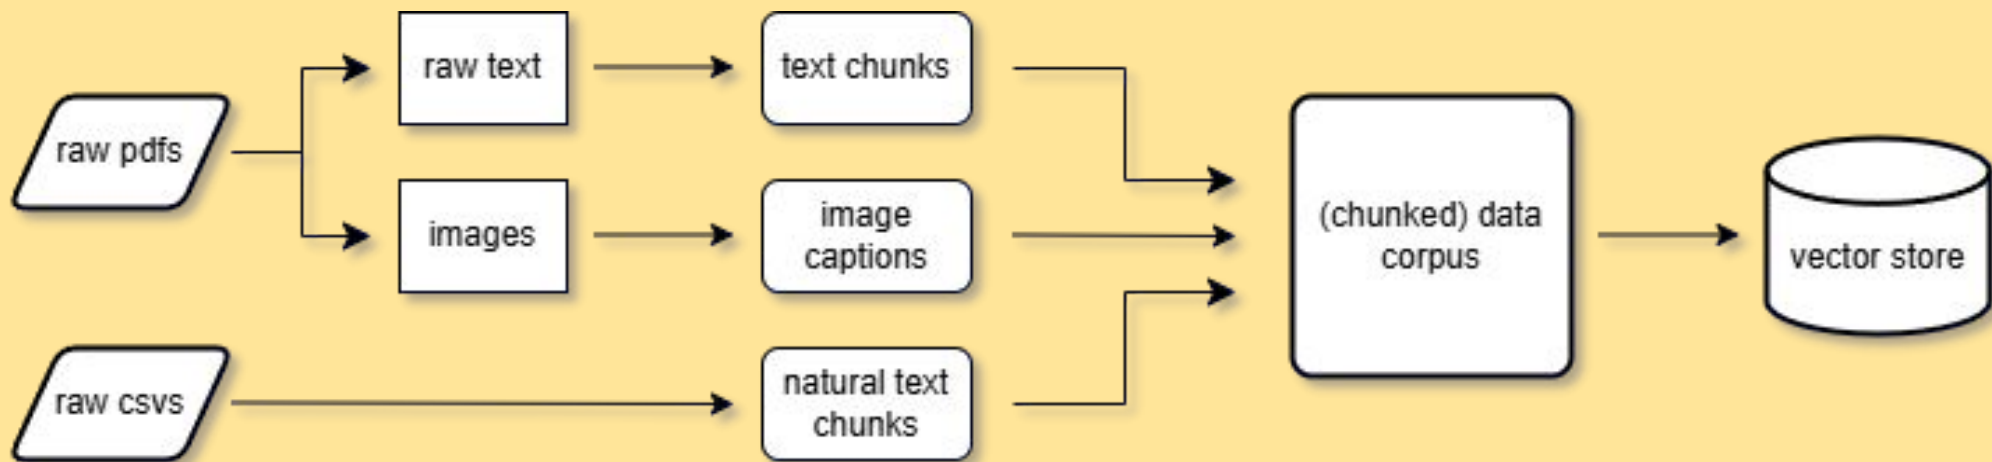 raw pdfs
raw text
text chunks
images
image
captions
raw csvs
natural text
chunks
(chunked) data
corpus
vector store